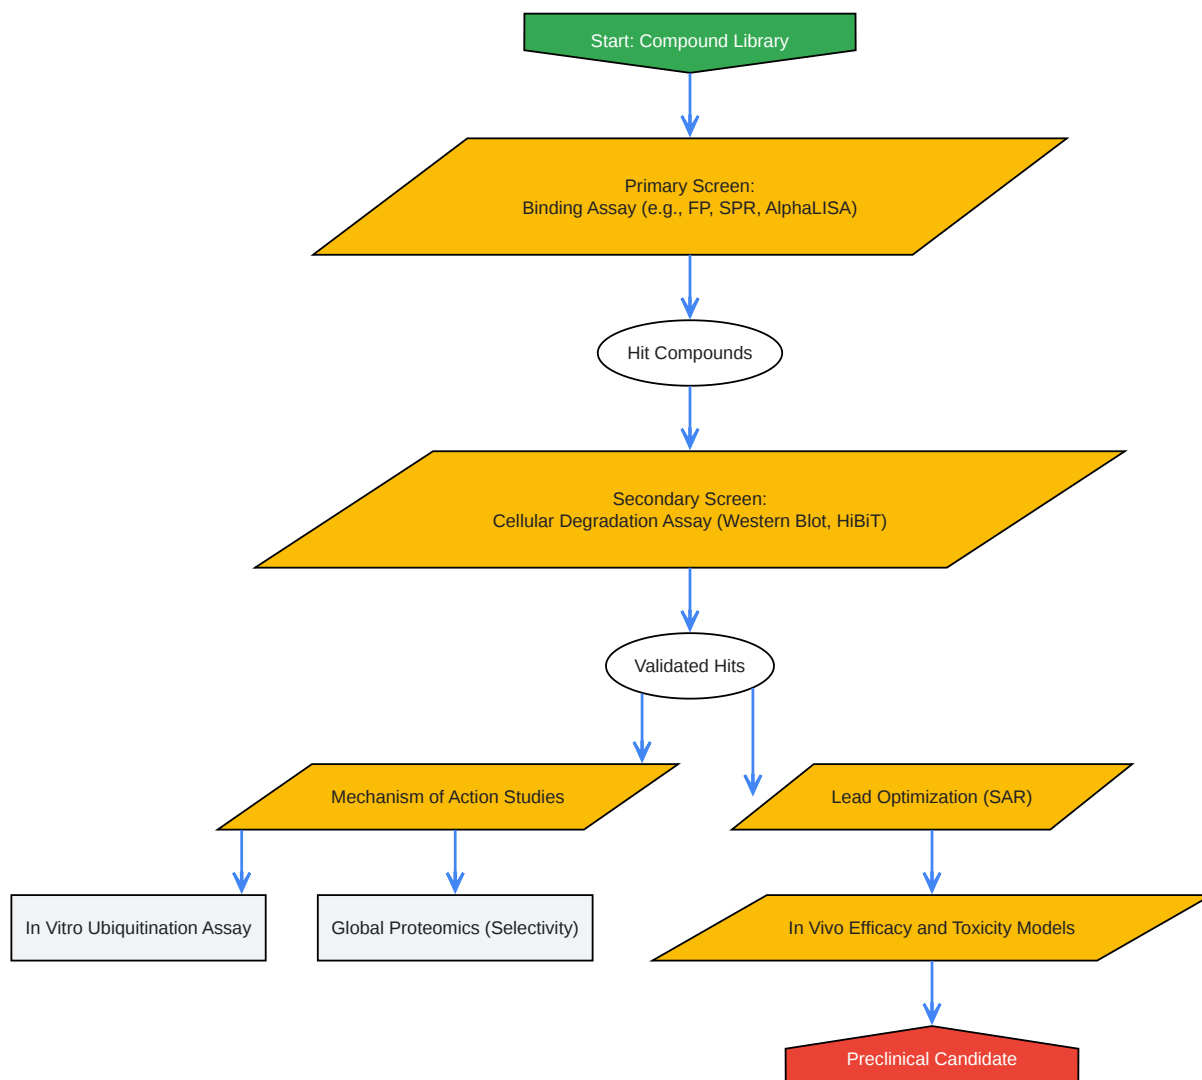 Start: Compound Library
Primary Screen:
Binding Assay (e.g., FP, SPR, AlphaLISA)
Hit Compounds
Secondary Screen:
Cellular Degradation Assay (Western Blot, HiBiT)
Validated Hits
Mechanism of Action Studies
Lead Optimization (SAR)
In Vitro Ubiquitination Assay
Global Proteomics (Selectivity)
In Vivo Efficacy and Toxicity Models
Preclinical Candidate